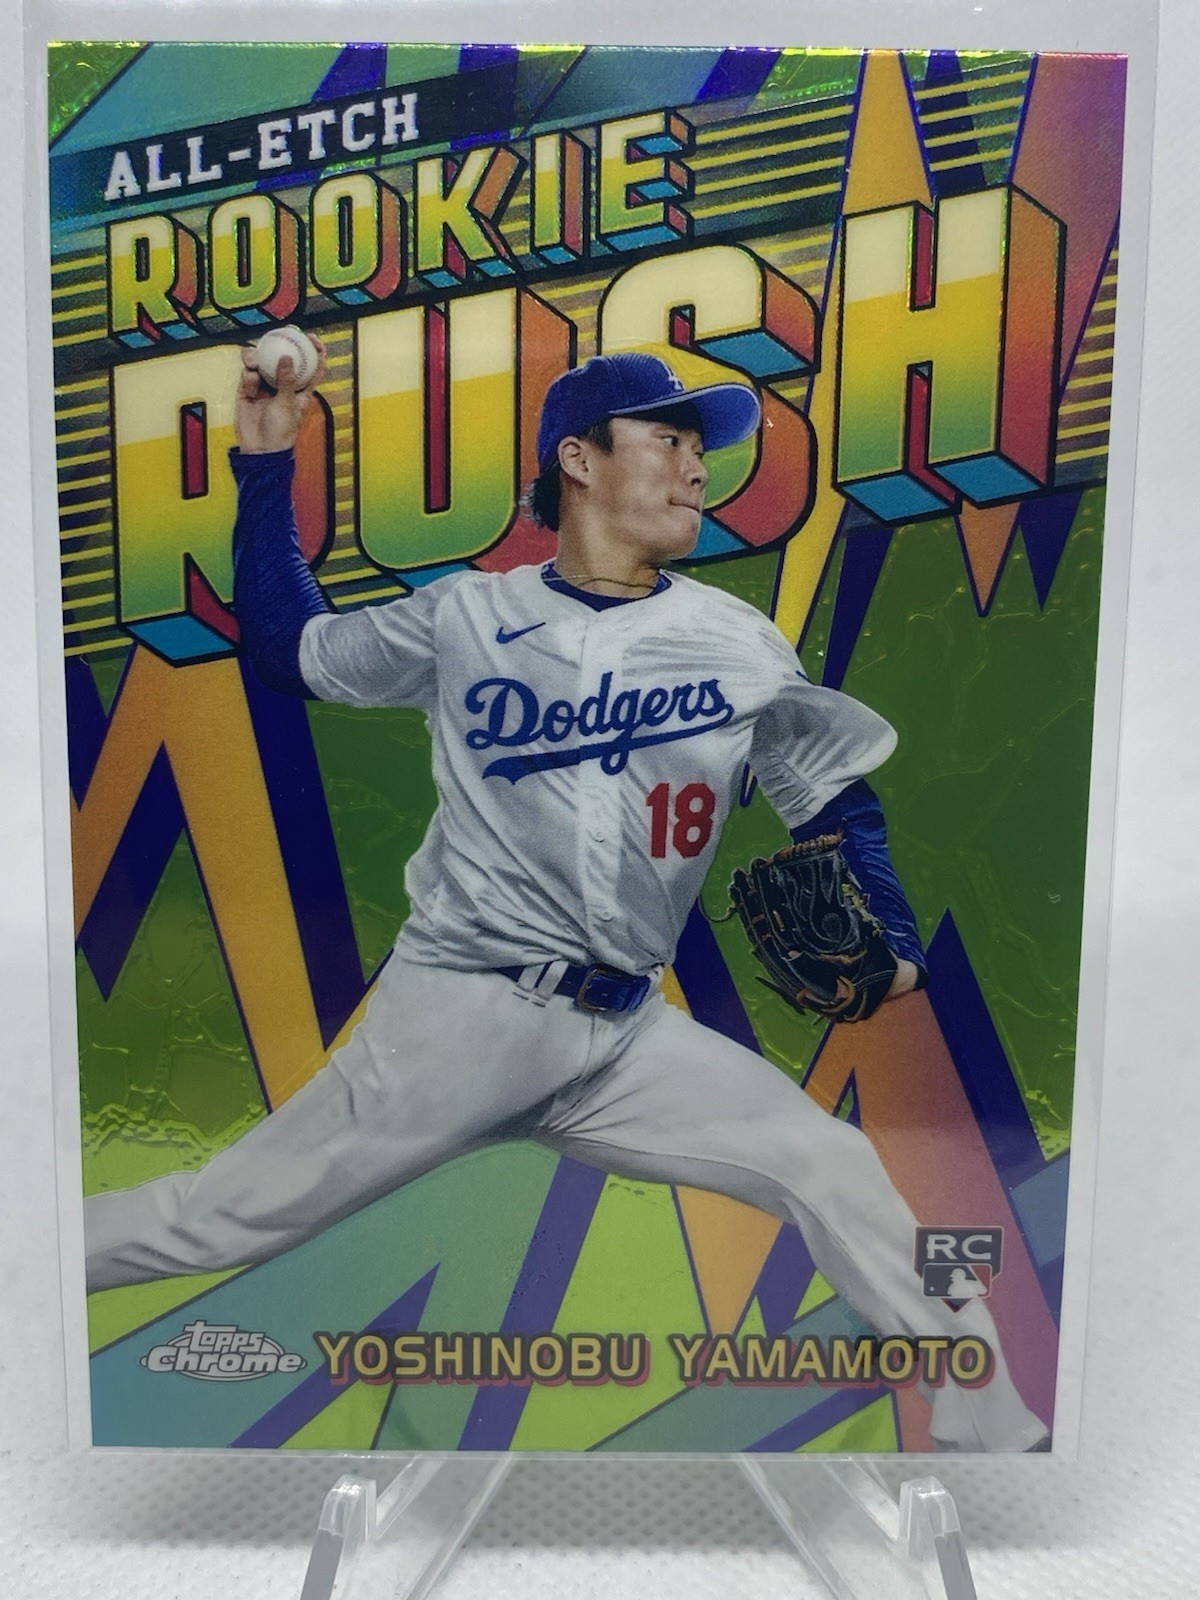 ALL-ETCH
ROOKIE
RUSH
Dodgers
18
RC
topps
Chrome
YOSHINOBU YAMAMOTO